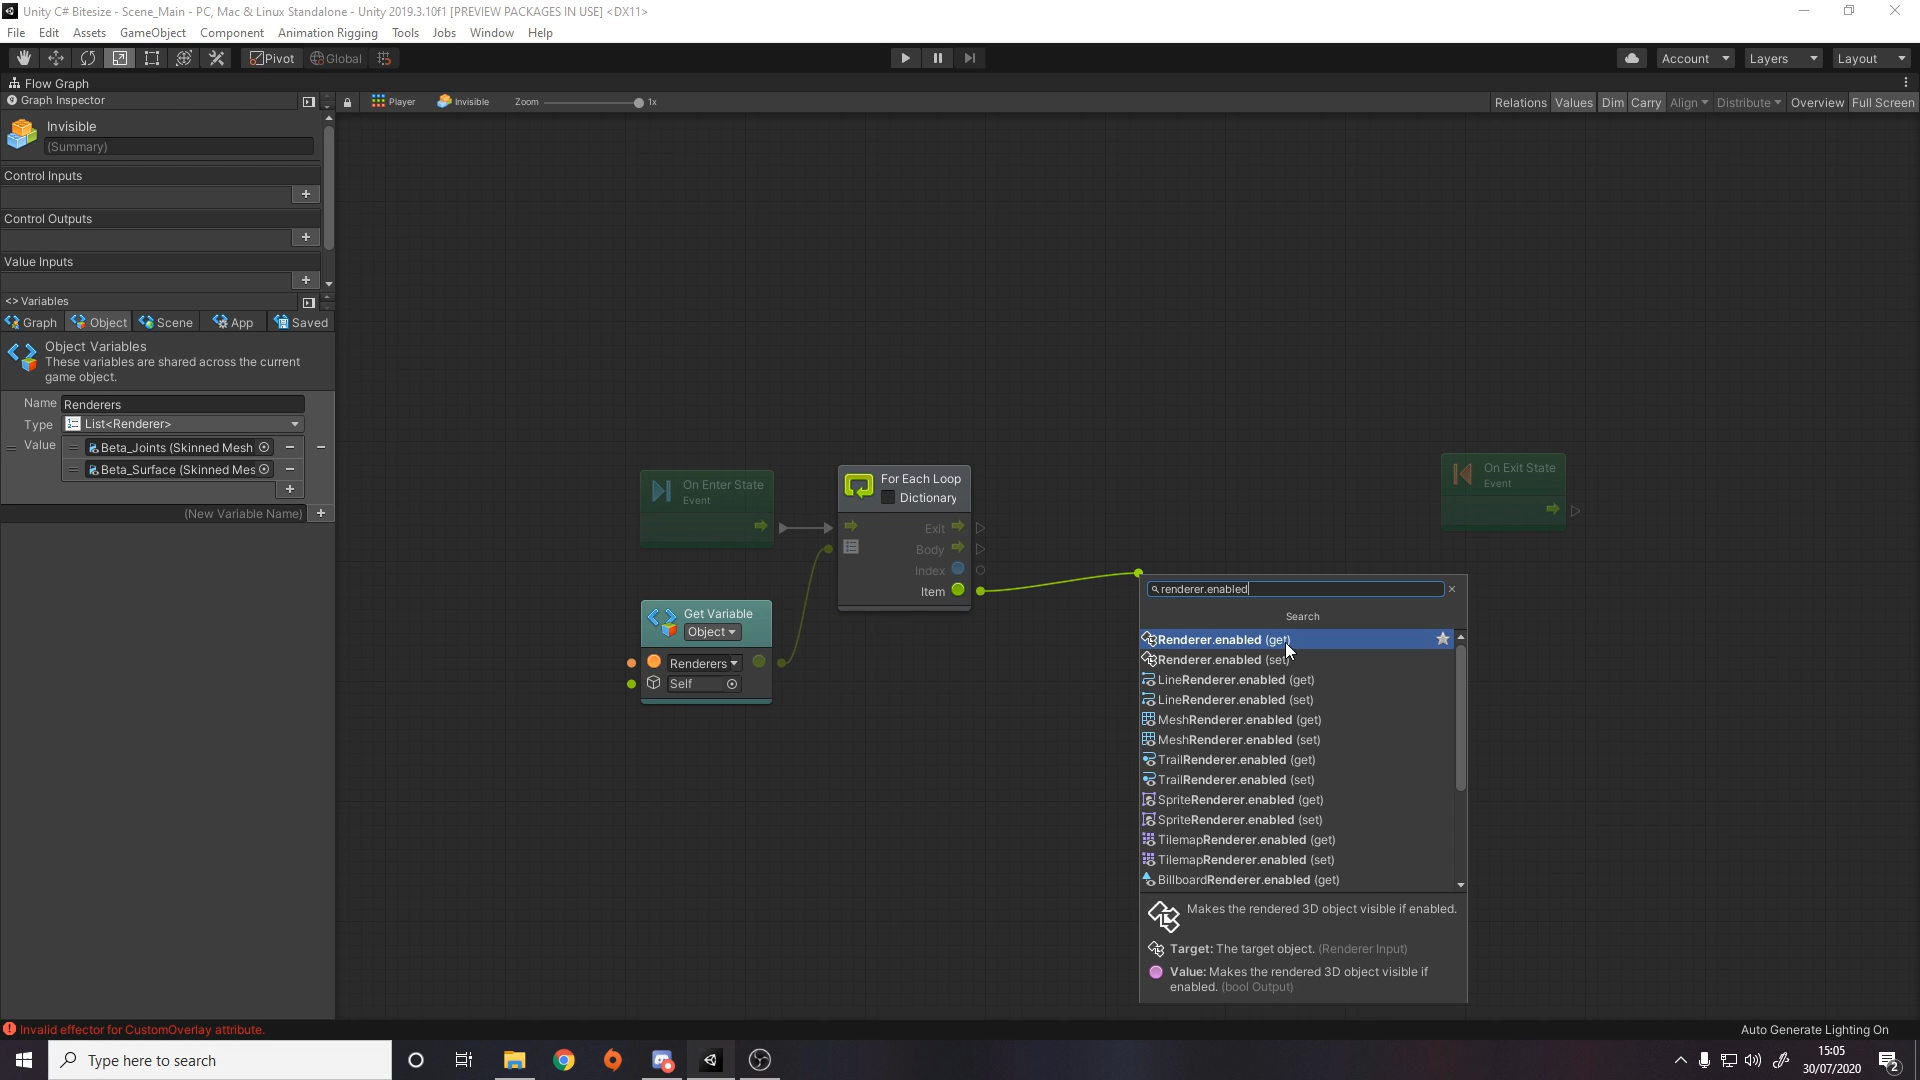 Unity C# Bitesize - Scene_Main - PC, Mac & Linux Standalone - Unity 2019.3.10f1 [PREVIEW PACKAGES IN USE] <DX11>
File Edit Assets GameObject Component Animation Rigging Tools Jobs Window Help
Pivot Global Account Layers Layout
Flow Graph
Graph Inspector Player Invisible Zoom 1x Relations Values Dim Carry Align Distribute Overview Full Screen
Invisible
(Summary)
Control Inputs
Control Outputs
Value Inputs
<> Variables
Graph Object Scene App Saved
Object Variables
These variables are shared across the current
game object.
Name Renderers
Type List<Renderer>
Value Beta_Joints (Skinned Mesh
Beta_Surface (Skinned Mes
(New Variable Name)
On Enter State
Event
For Each Loop
Dictionary
Exit
Body
Index
Item
Get Variable
Object
Renderers
Self
On Exit State
Event
renderer.enabled
Search
Renderer.enabled (get)
Renderer.enabled (set)
LineRenderer.enabled (get)
LineRenderer.enabled (set)
MeshRenderer.enabled (get)
MeshRenderer.enabled (set)
TrailRenderer.enabled (get)
TrailRenderer.enabled (set)
SpriteRenderer.enabled (get)
SpriteRenderer.enabled (set)
TilemapRenderer.enabled (get)
TilemapRenderer.enabled (set)
BillboardRenderer.enabled (get)
Makes the rendered 3D object visible if enabled.
Target: The target object. (Renderer Input)
Value: Makes the rendered 3D object visible if
enabled. (bool Output)
Invalid effector for CustomOverlay attribute. Auto Generate Lighting On
Type here to search
15:05
30/07/2020
2